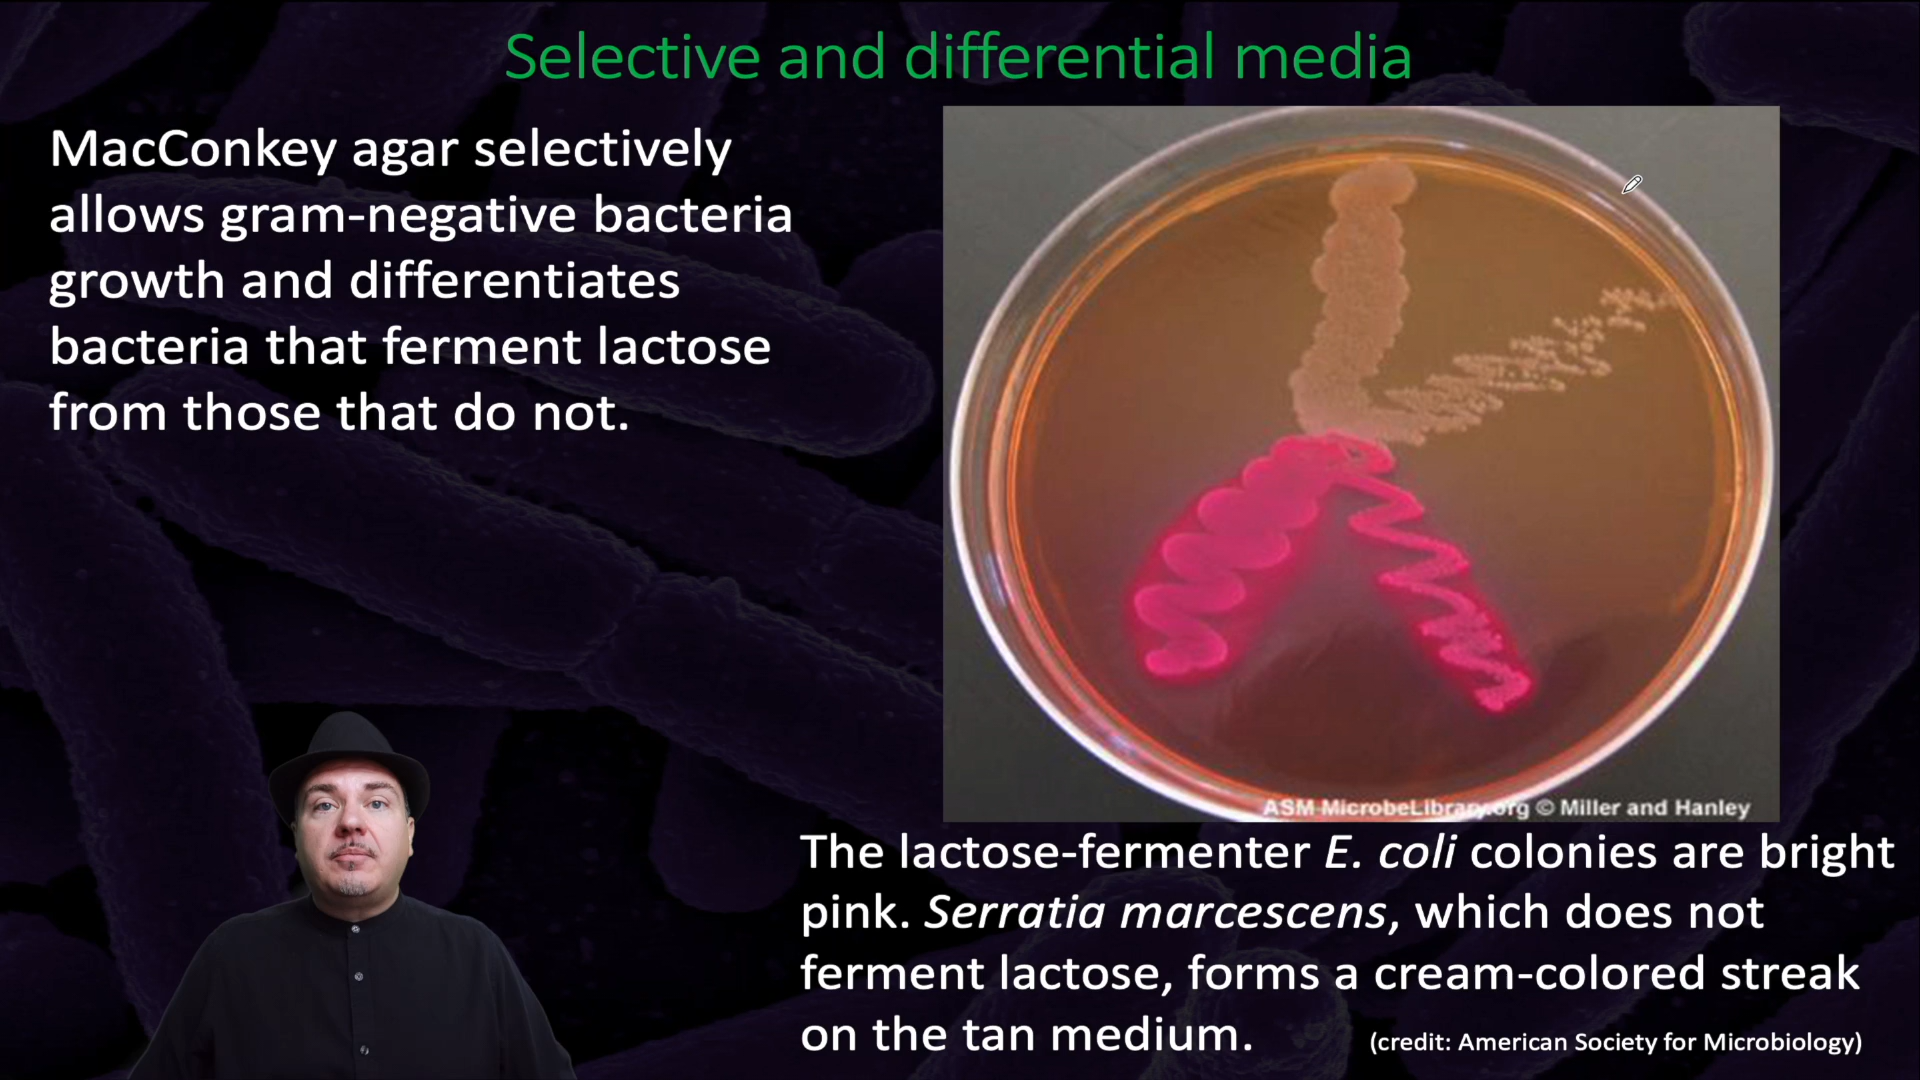 Selective and differential media
MacConkey agar selectively
allows gram-negative bacteria
growth and differentiates
bacteria that ferment lactose
from those that do not.
ASM MicrobeLibrary.org © Miller and Hanley
The lactose-fermenter E. coli colonies are bright
pink. Serratia marcescens, which does not
ferment lactose, forms a cream-colored streak
on the tan medium.
(credit: American Society for Microbiology)